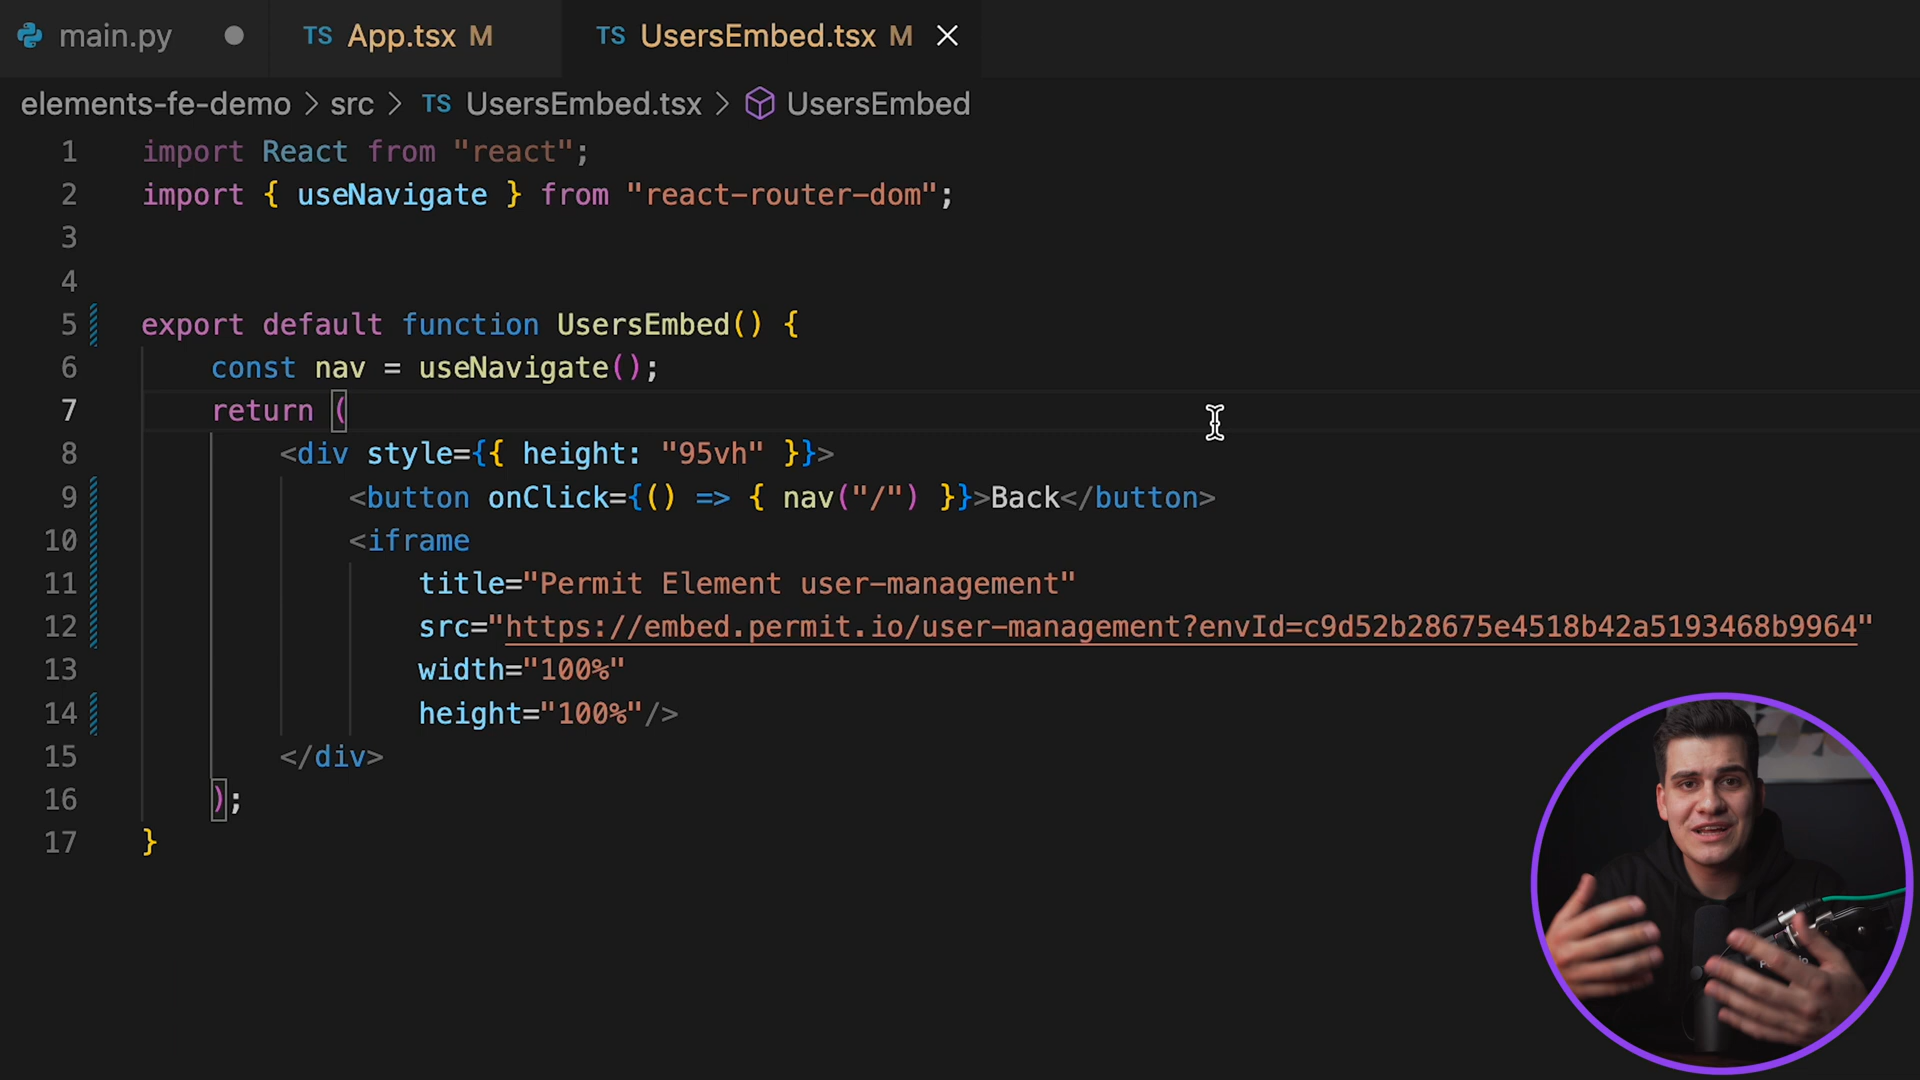 main.py
TS App.tsx M
TS UsersEmbed.tsx M
elements-fe-demo > src > TS UsersEmbed.tsx > UsersEmbed
1 import React from "react";
2 import { useNavigate } from "react-router-dom";
3
4
5 export default function UsersEmbed() {
6 const nav = useNavigate();
7 return (
8 <div style={{ height: "95vh" }}>
9 <button onClick={() => { nav("/") }}>Back</button>
10 <iframe
11 title="Permit Element user-management"
12 src="https://embed.permit.io/user-management?envId=c9d52b28675e4518b42a5193468b9964"
13 width="100%"
14 height="100%"/>
15 </div>
16 );
17 }